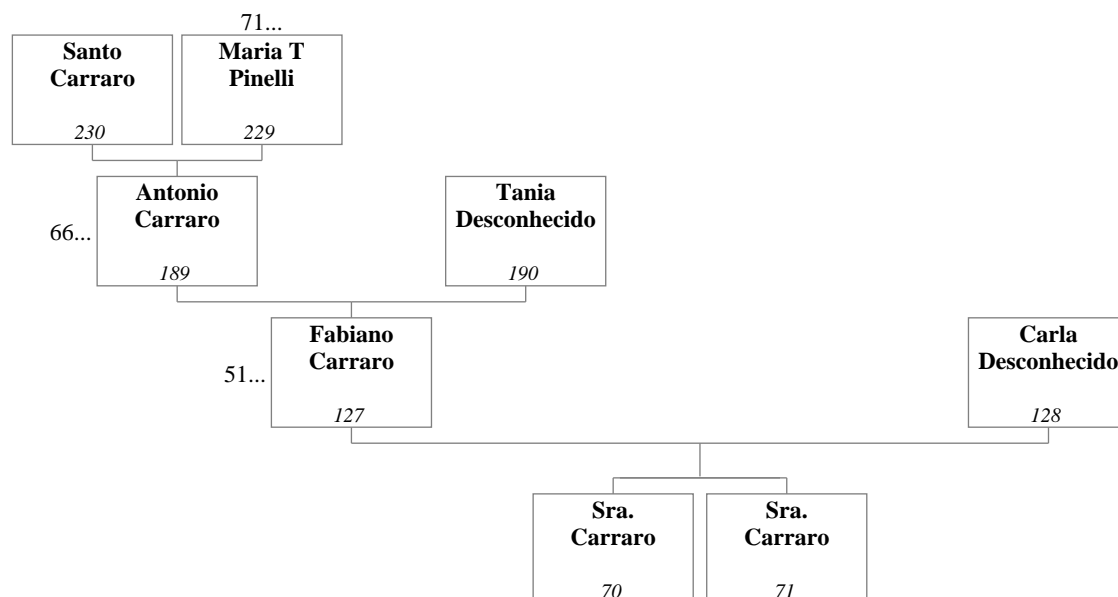 71...
Santo
Carraro
230
Maria T
Pinelli
229
66...
Antonio
Carraro
189
Tania
Desconhecido
190
51...
Fabiano
Carraro
127
Carla
Desconhecido
128
Sra.
Carraro
70
Sra.
Carraro
71